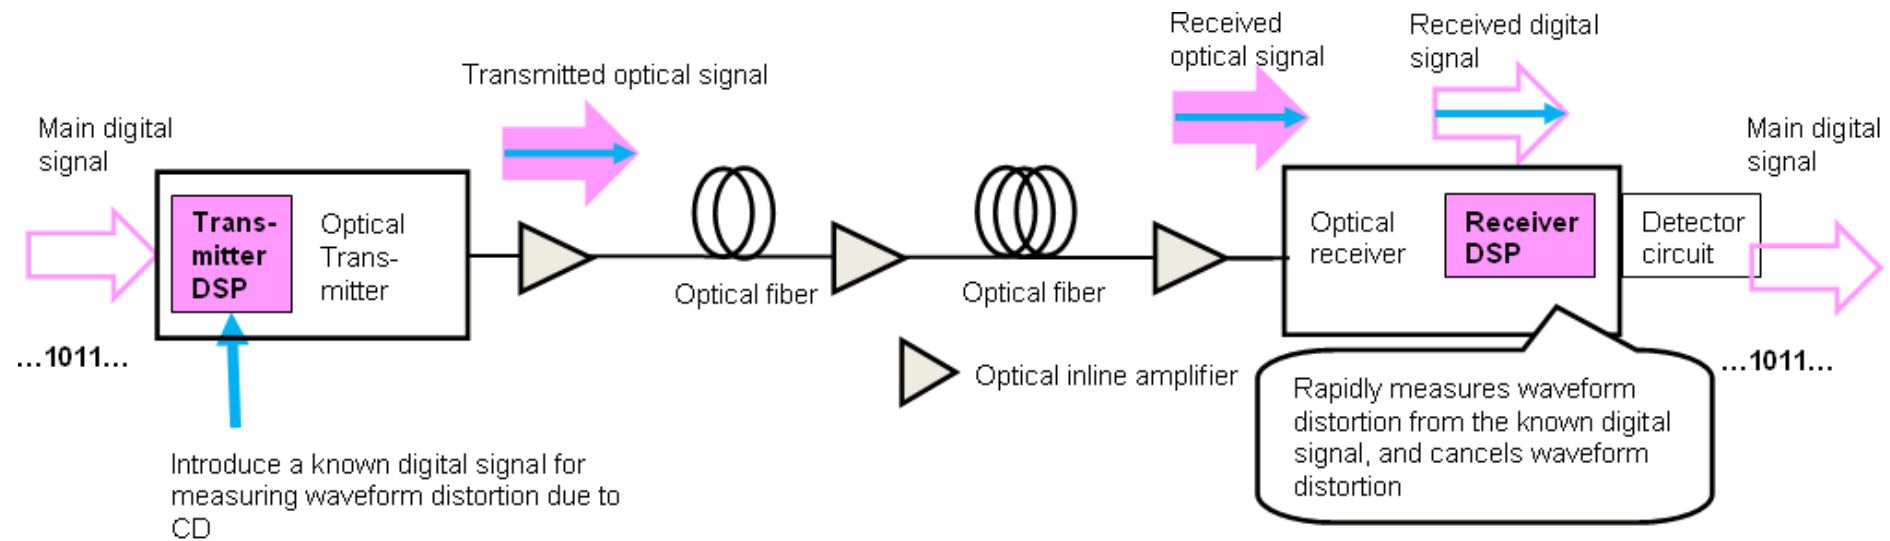 Main digital
signal
Transmitted optical signal
Received
optical signal
Received digital
signal
Main digital
signal
Trans-
mitter
DSP
Optical
Trans-
mitter
Optical fiber
Optical fiber
Optical
receiver
Receiver
DSP
Detector
circuit
...1011...
Optical inline amplifier
...1011...
Rapidly measures waveform
distortion from the known digital
signal, and cancels waveform
distortion
Introduce a known digital signal for
measuring waveform distortion due to
CD